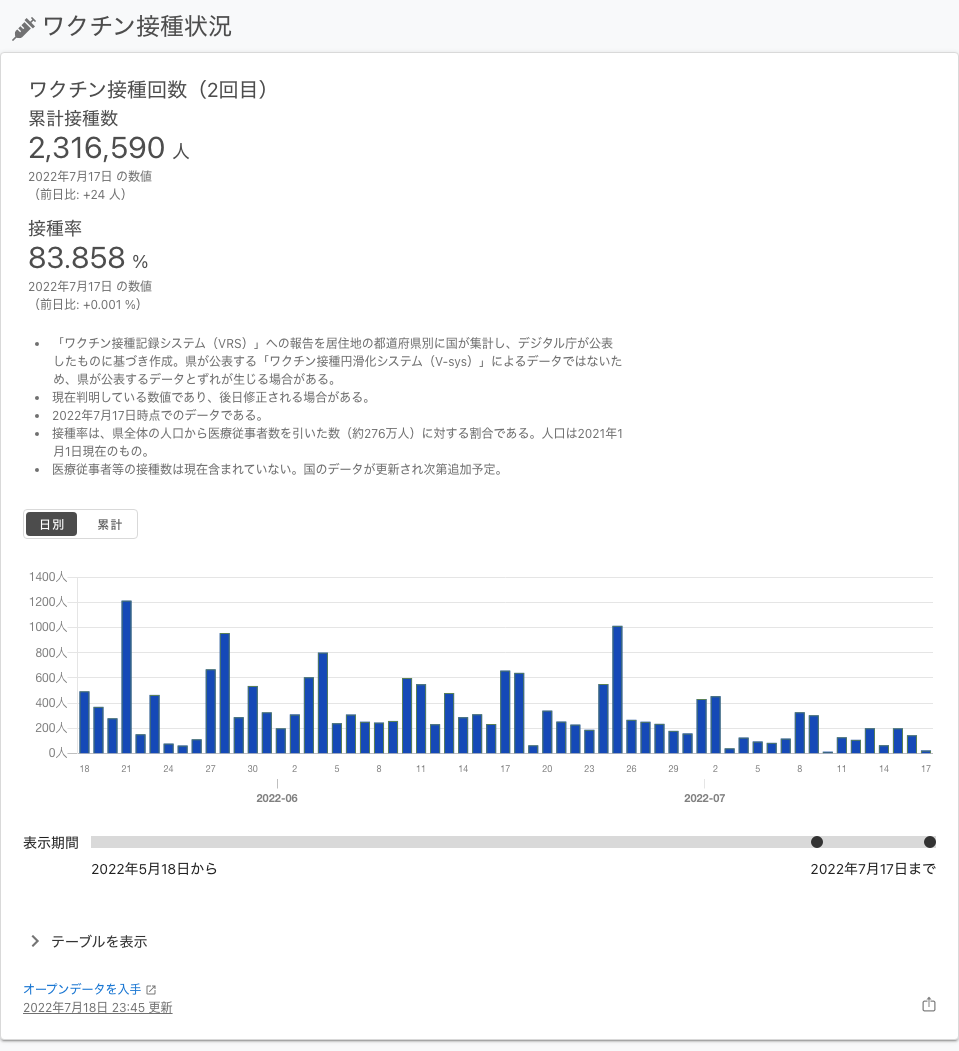 ワクチン接種状況
ワクチン接種回数（2回目）
累計接種数
2,316,590 人
2022年7月17日 の数値
（前日比: +24 人）
接種率
83.858 %
2022年7月17日 の数値
（前日比: +0.001 %）
• 「ワクチン接種記録システム（VRS）」への報告を居住地の都道府県別に国が集計し、デジタル庁が公表
したものに基づき作成。県が公表する「ワクチン接種円滑化システム（V-sys）」によるデータではないた
め、県が公表するデータとずれが生じる場合がある。
• 現在判明している数値であり、後日修正される場合がある。
• 2022年7月17日時点でのデータである。
• 接種率は、県全体の人口から医療従事者数を引いた数（約276万人）に対する割合である。人口は2021年1
月1日現在のもの。
• 医療従事者等の接種数は現在含まれていない。国のデータが更新され次第追加予定。
日別 累計
1400人
1200人
1000人
800人
600人
400人
200人
0人
18 21 24 27 30 2 5 8 11 14 17 20 23 26 29 2 5 8 11 14 17
2022-06 2022-07
表示期間
2022年5月18日から 2022年7月17日まで
テーブルを表示
オープンデータを入手
2022年7月18日 23:45 更新